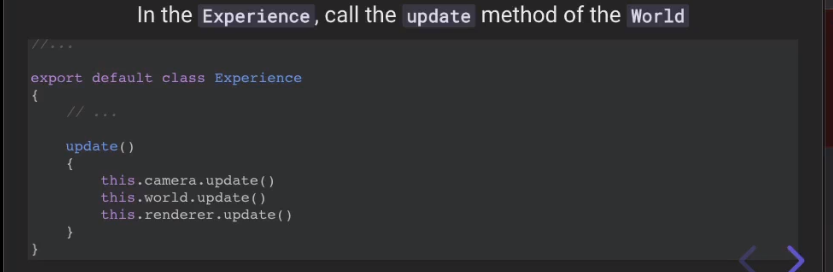 In the Experience, call the update method of the World
//...
export default class Experience
{
    // ...
    update()
    {
        this.camera.update()
        this.world.update()
        this.renderer.update()
    }
}